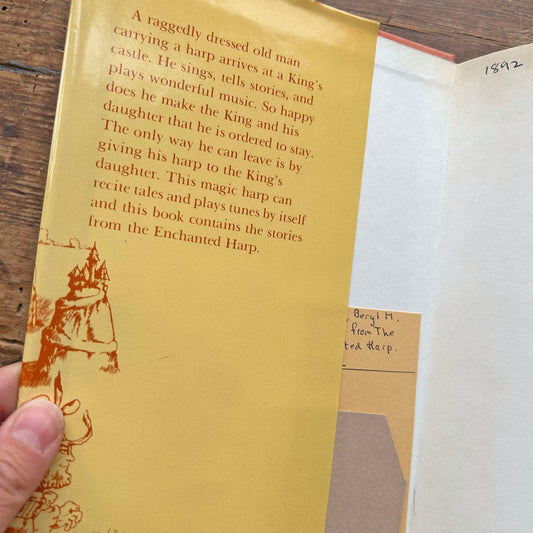 A raggedly dressed old man
carrying a harp arrives at a King's
castle. He sings, tells stories, and
plays wonderful music. So happy
does he make the King and his
daughter that he is ordered to stay.
The only way he can leave is by
giving his harp to the King's
daughter. This magic harp can
recite tales and plays tunes by itself
and this book contains the stories
from the Enchanted Harp.
1892
, Beryl M.
from The
ted Harp.